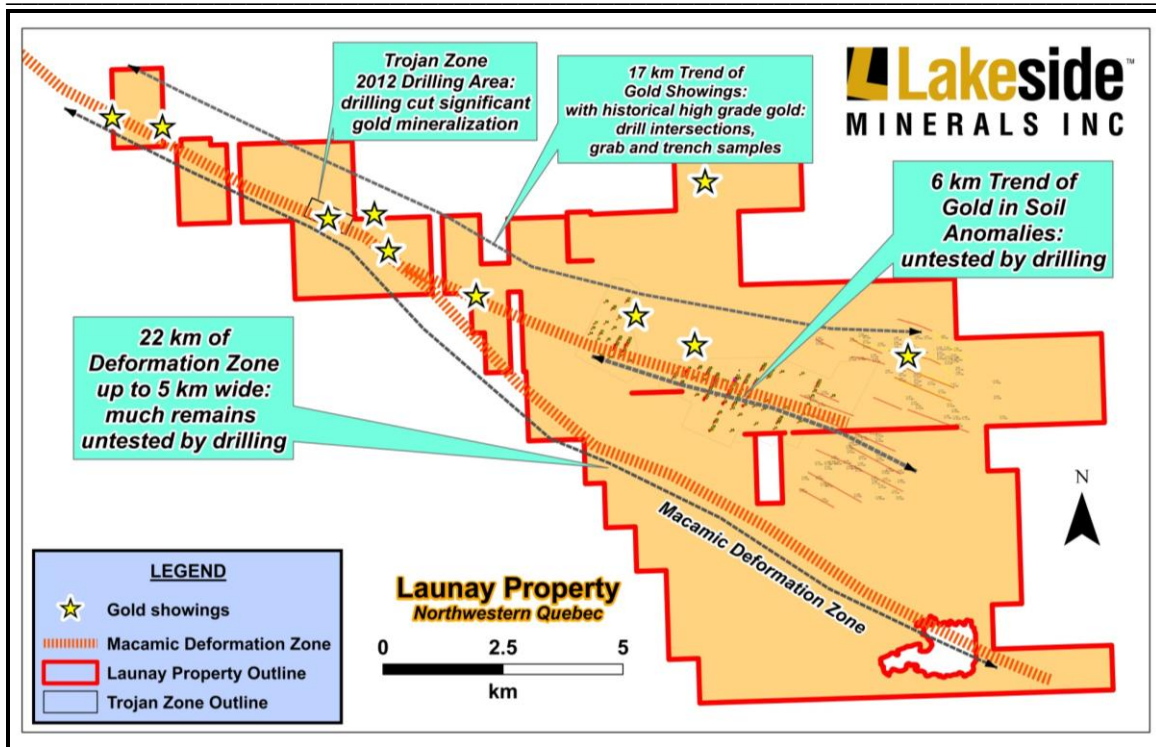 Trojan Zone
2012 Drilling Area:
drilling cut significant
gold mineralization
17 km Trend of
Gold Showings:
with historical high grade gold:
drill intersections,
grab and trench samples
Lakeside™
MINERALS INC
6 km Trend of
Gold in Soil
Anomalies:
untested by drilling
22 km of
Deformation Zone
up to 5 km wide:
much remains
untested by drilling
N
Macamic Deformation Zone
LEGEND
Gold showings
Macamic Deformation Zone
Launay Property Outline
Trojan Zone Outline
Launay Property
Northwestern Quebec
0 2.5 5
km